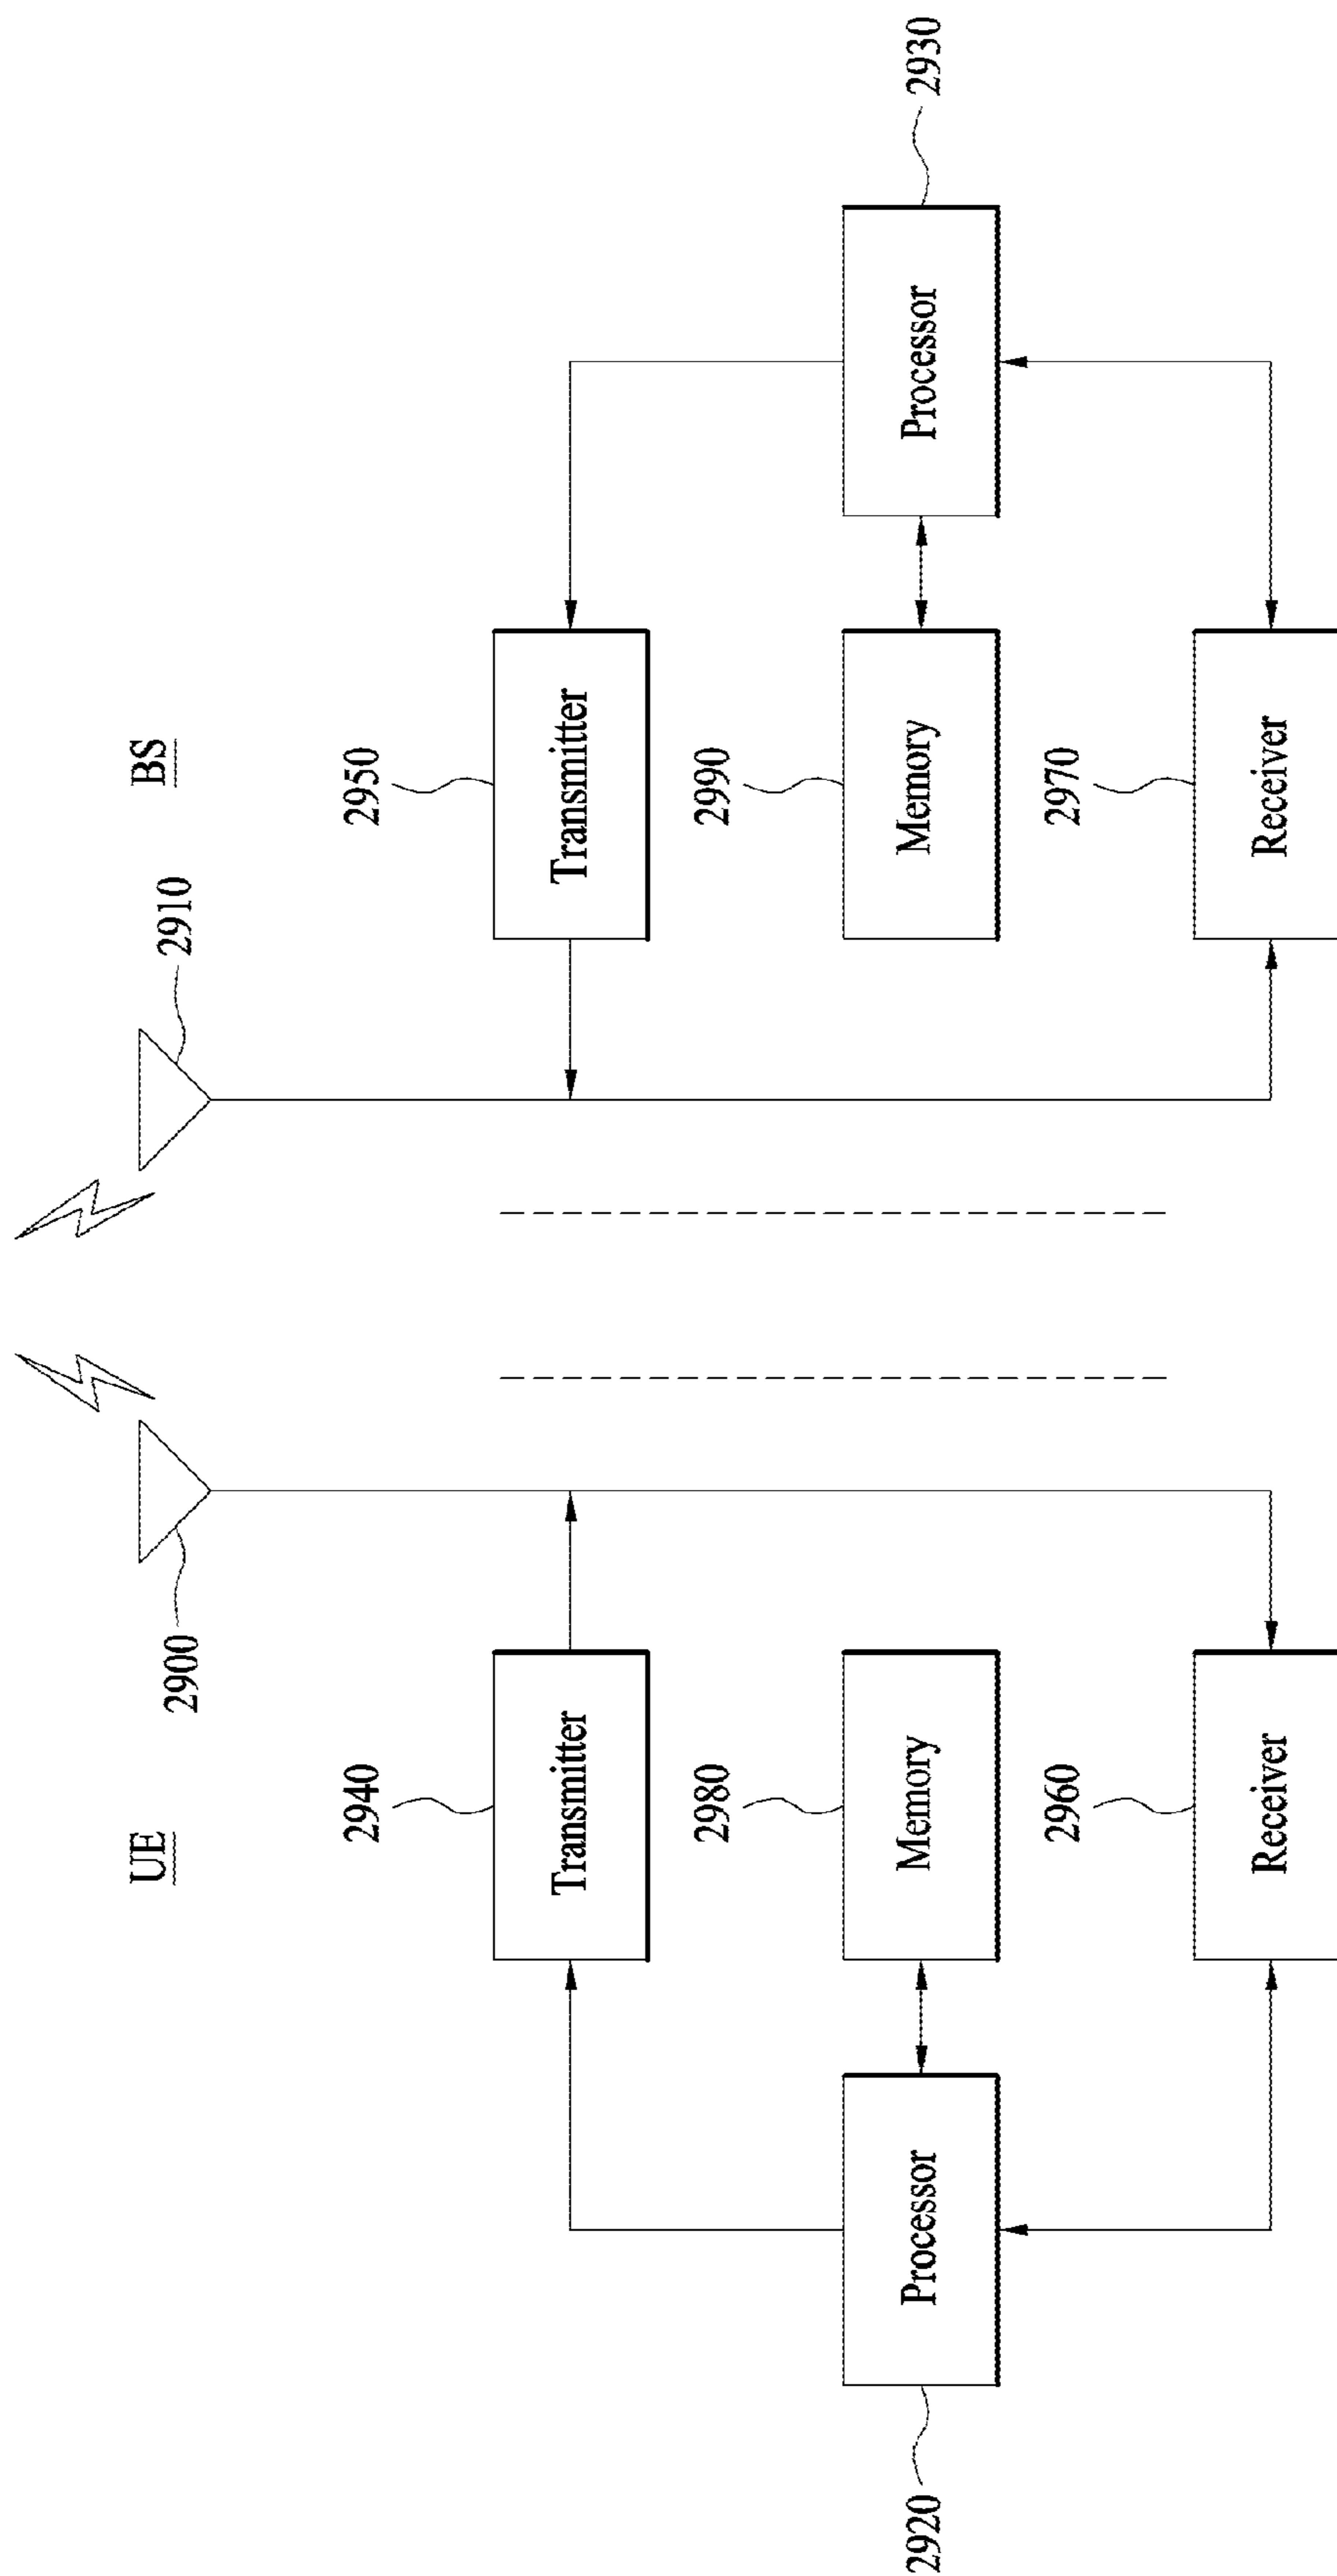 UE
BS
2900
2910
2940
Transmitter
2950
Transmitter
2920
Processor
2980
Memory
2990
Memory
Processor
2930
2960
Receiver
2970
Receiver